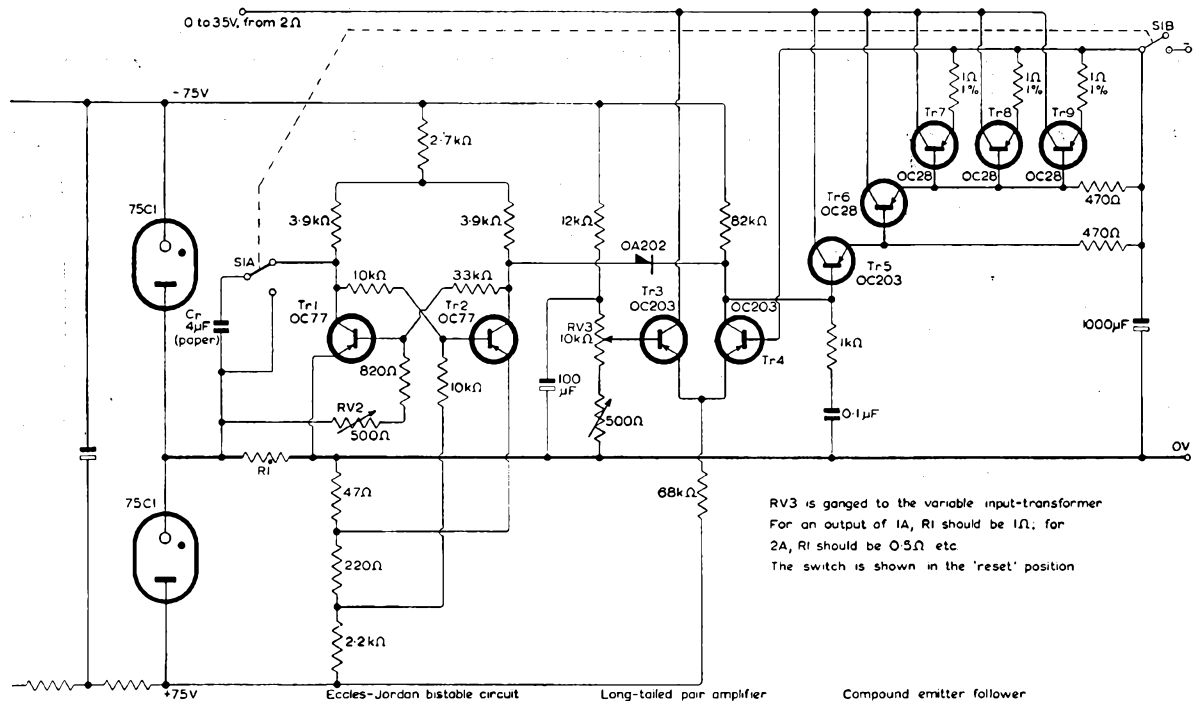 0 to 35V, from 2Ω
S1B
-
1Ω
1%
1Ω
1%
1Ω
1%
-75V
Tr7
Tr8
Tr9
2·7kΩ
OC28
OC28
OC28
Tr6
OC28
470Ω
75C1
3·9kΩ
3·9kΩ
12kΩ
82kΩ
470Ω
S1A
OA202
Tr5
OC203
10kΩ
33kΩ
Tr3
OC203
OC203
Cr
4µF
(paper)
Tr1
OC77
Tr2
OC77
RV3
10kΩ
Tr4
1kΩ
1000µF
820Ω
10kΩ
100
µF
RV2
500Ω
500Ω
0·1µF
R1
0V
47Ω
68kΩ
75C1
RV3 is ganged to the variable input-transformer
For an output of 1A, R1 should be 1Ω; for
2A, R1 should be 0·5Ω etc
The switch is shown in the 'reset' position
220Ω
2·2kΩ
+75V
Eccles-Jordan bistable circuit
Long-tailed pair amplifier
Compound emitter follower